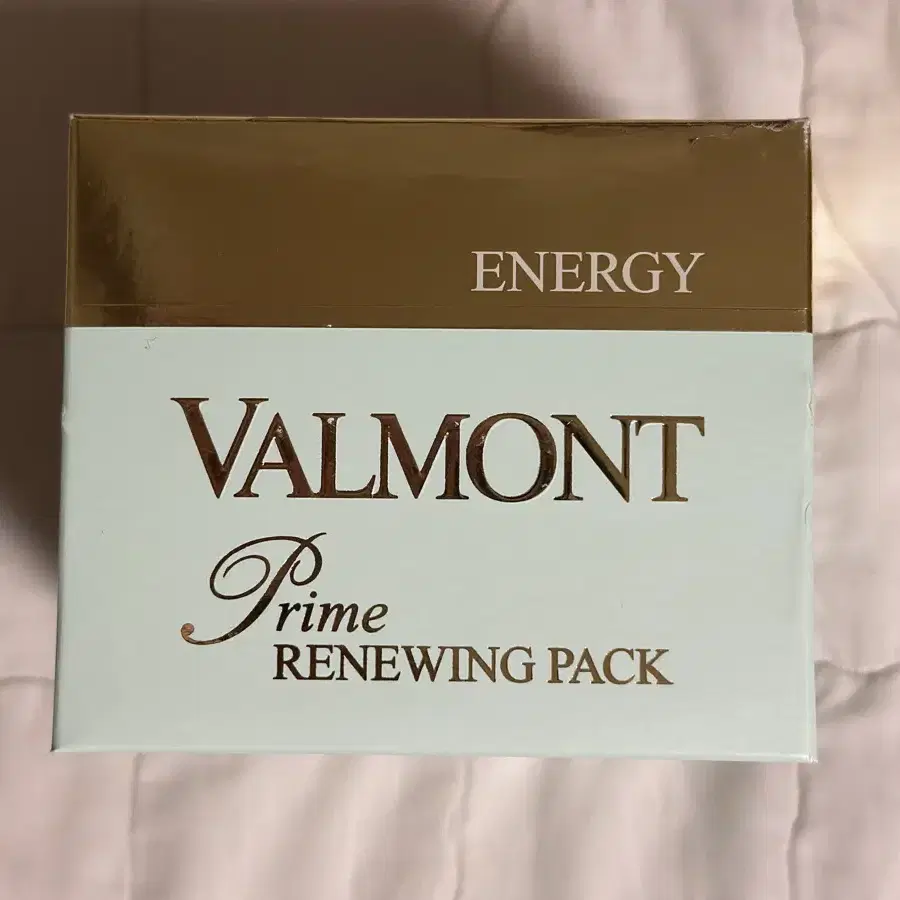 ENERGY
VALMONT
Prime
RENEWING PACK